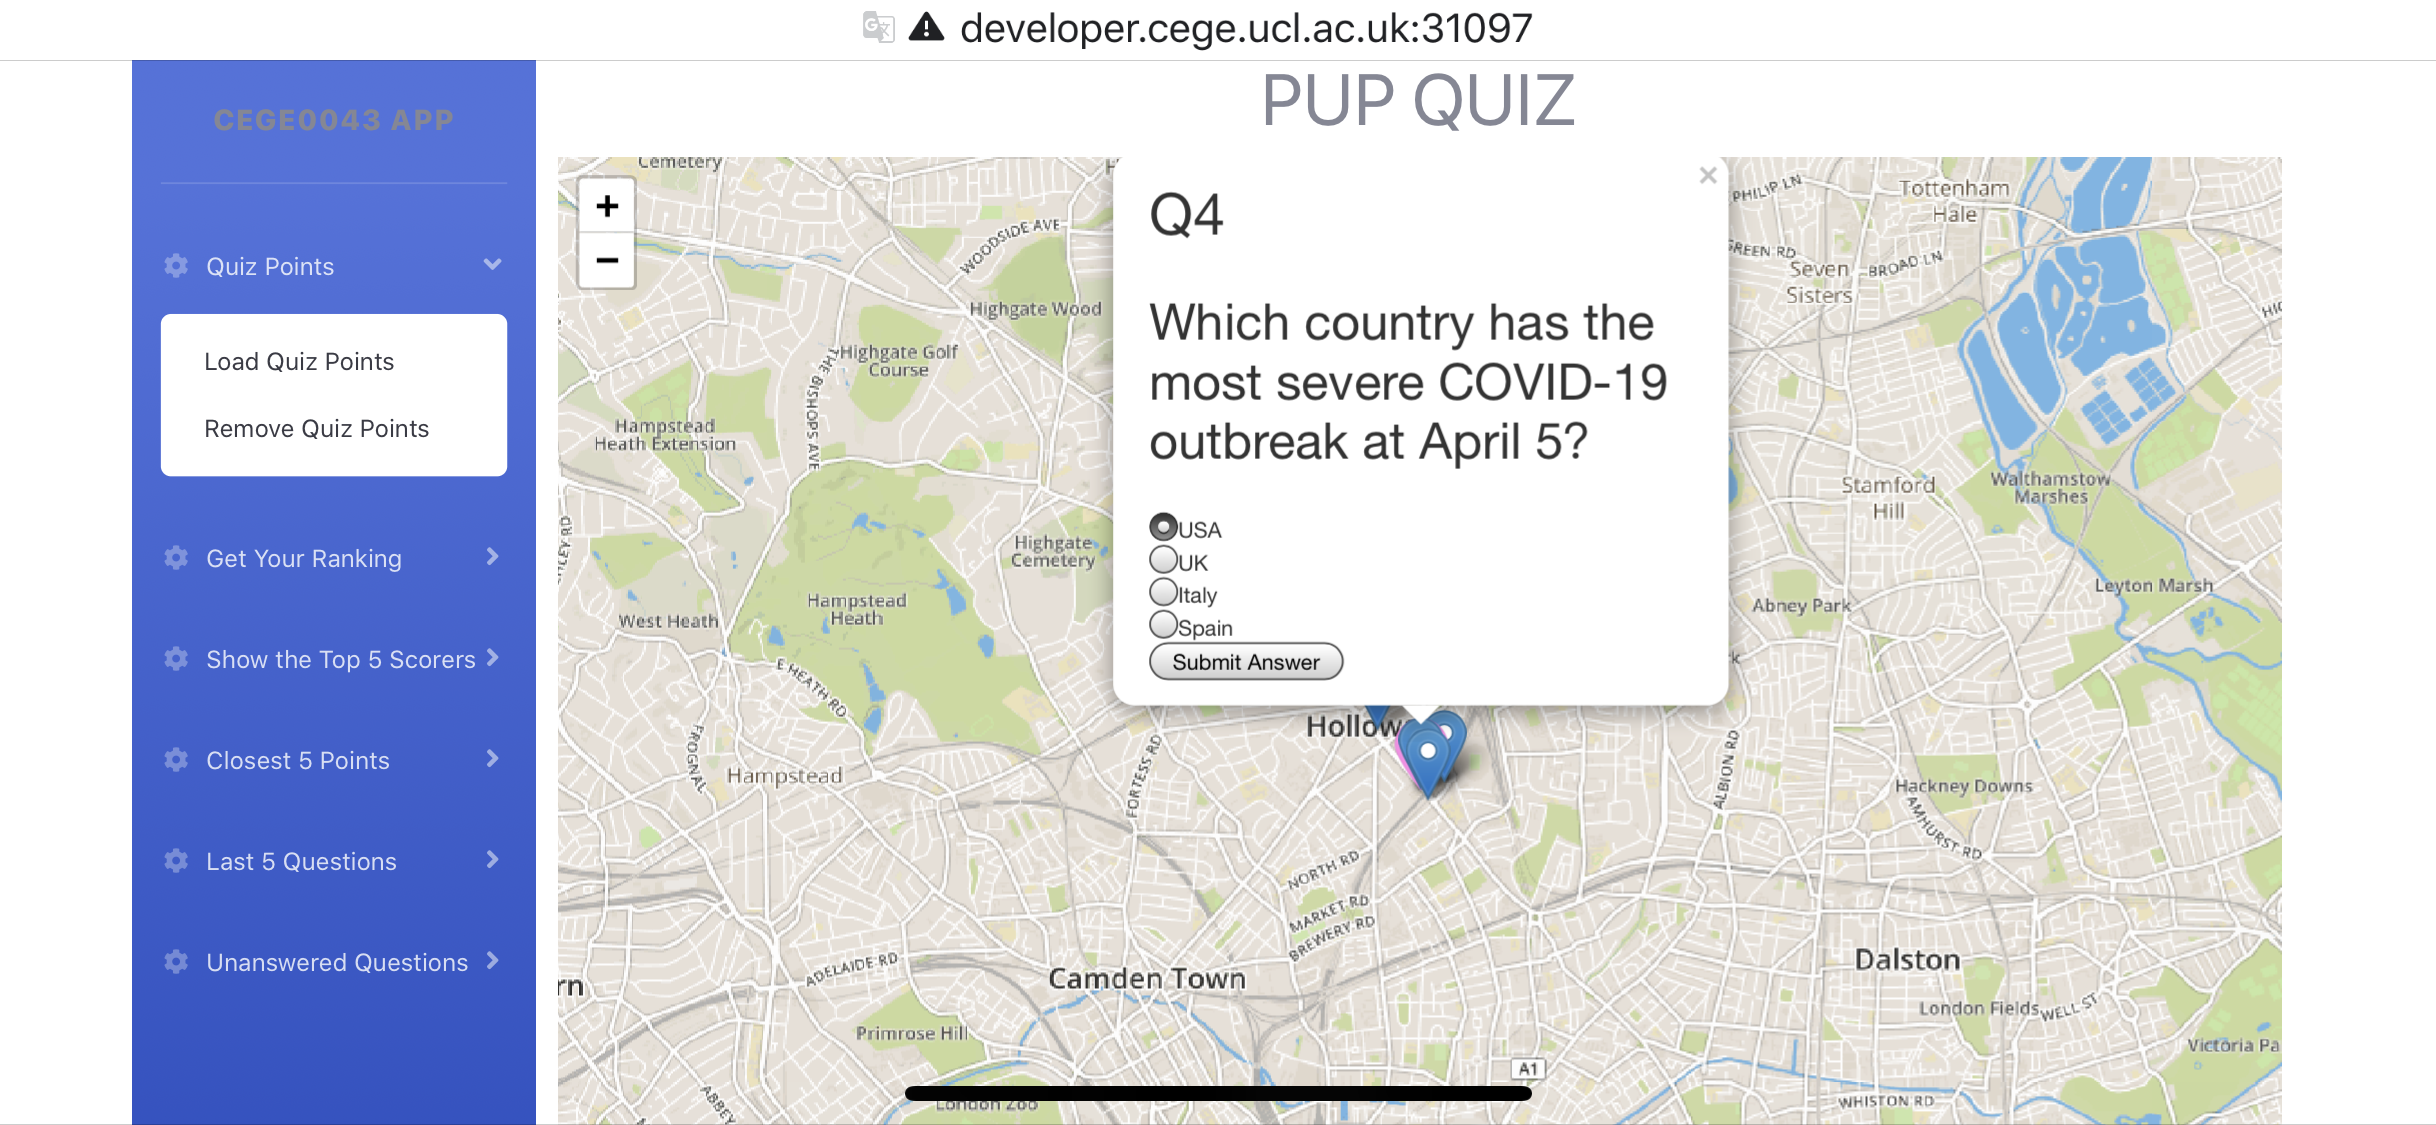 developer.cege.ucl.ac.uk:31097
CEGE0043 APP
Quiz Points
Load Quiz Points
Remove Quiz Points
Get Your Ranking
Show the Top 5 Scorers
Closest 5 Points
Last 5 Questions
Unanswered Questions
PUP QUIZ
+
−
×
Q4
Which country has the
most severe COVID-19
outbreak at April 5?
USA
UK
Italy
Spain
Submit Answer
Cemetery
WOODSIDE AVE
Highgate Wood
Highgate Golf
Course
THE BISHOPS AVE
Hampstead
Heath Extension
Highgate
Cemetery
Hampstead
Heath
West Heath
E HEATH RD
FROGNAL
Hampstead
FORTESS RD
Hollow
NORTH RD
MARKET RD
BREWERY RD
ADELAIDE RD
Camden Town
Primrose Hill
London Zoo
ABBEY
rn
A1
PHILIP LN
Tottenham
Hale
GREEN RD
Seven
Sisters
BROAD LN
Stamford
Hill
Walthamstow
Marshes
Leyton Marsh
Abney Park
ALBION RD
Hackney Downs
AMHURST RD
Dalston
London Fields
WELL ST
Victoria Pa
WHISTON RD